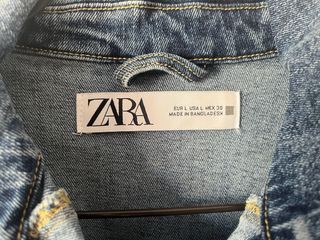 ZARA
EUR L USA L MEX 30
MADE IN BANGLADESH